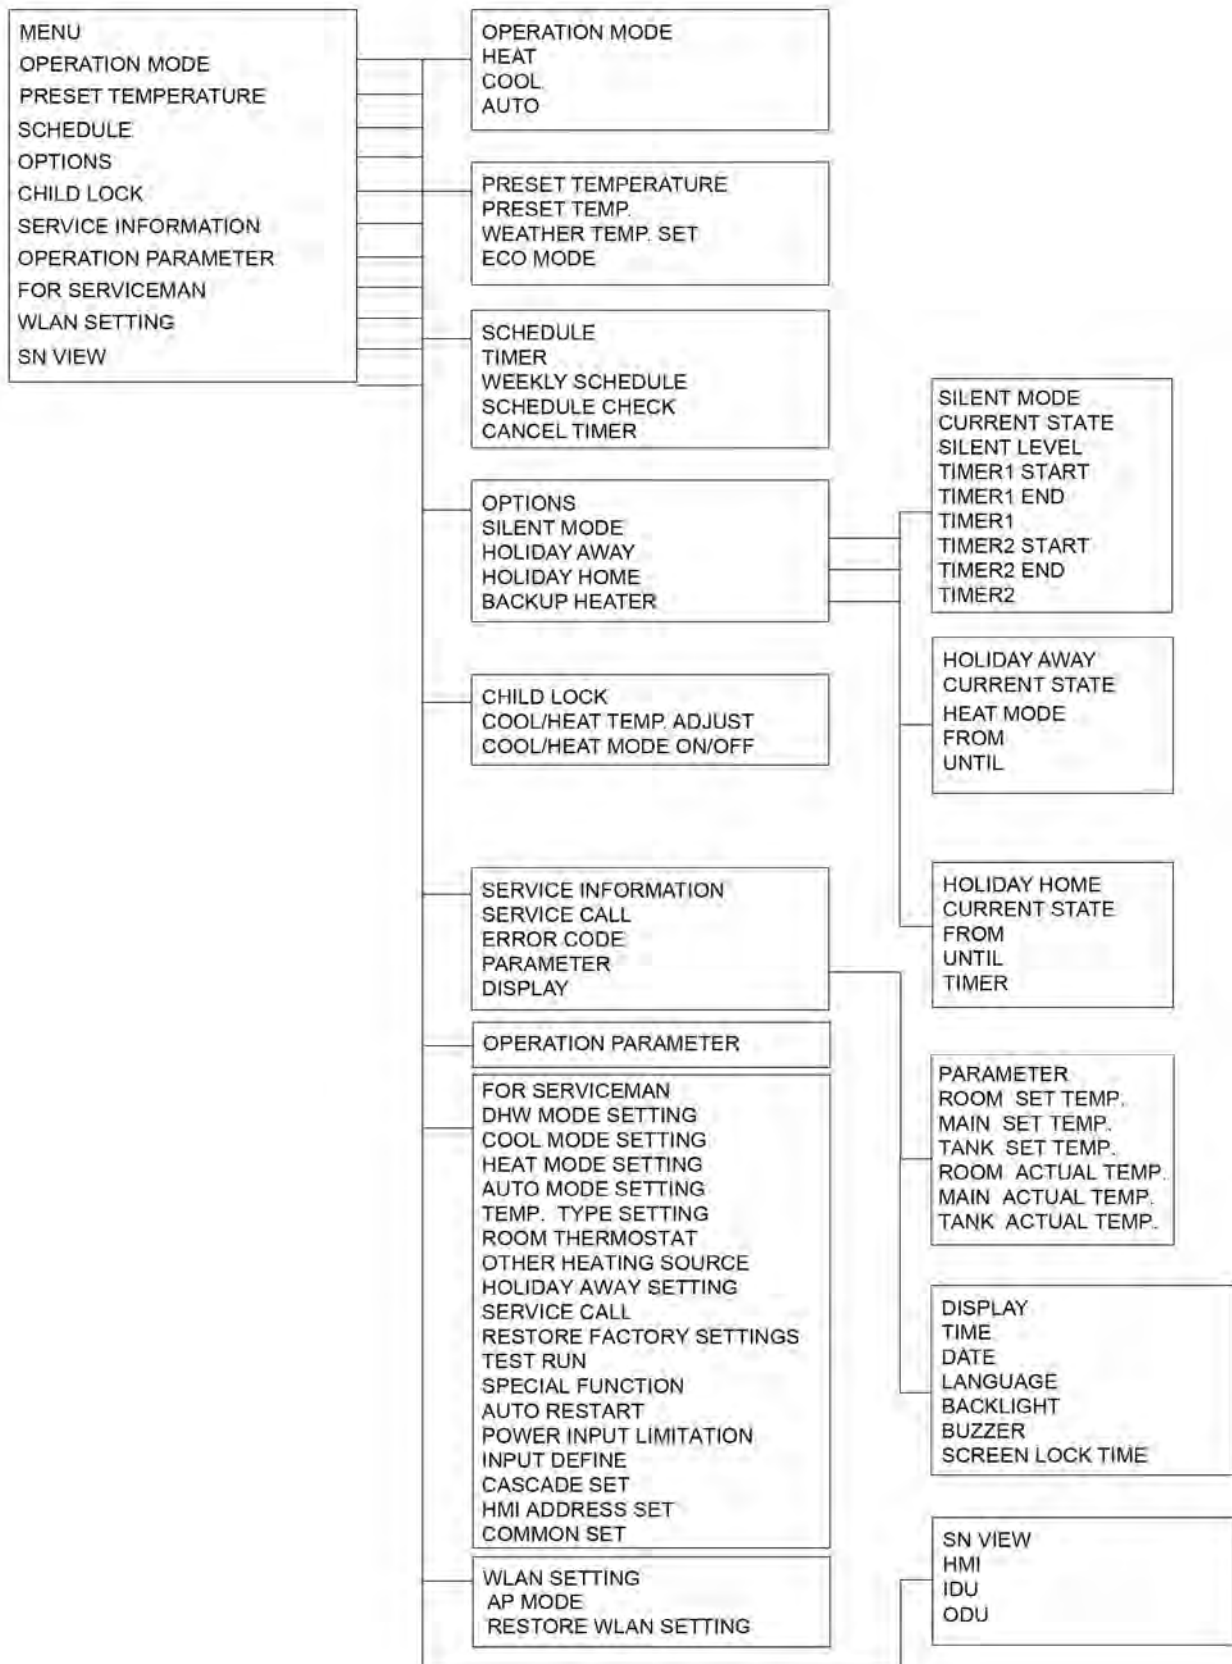 MENU
OPERATION MODE
PRESET TEMPERATURE
SCHEDULE
OPTIONS
CHILD LOCK
SERVICE INFORMATION
OPERATION PARAMETER
FOR SERVICEMAN
WLAN SETTING
SN VIEW
OPERATION MODE
HEAT
COOL
AUTO
PRESET TEMPERATURE
PRESET TEMP.
WEATHER TEMP. SET
ECO MODE
SCHEDULE
TIMER
WEEKLY SCHEDULE
SCHEDULE CHECK
CANCEL TIMER
OPTIONS
SILENT MODE
HOLIDAY AWAY
HOLIDAY HOME
BACKUP HEATER
CHILD LOCK
COOL/HEAT TEMP. ADJUST
COOL/HEAT MODE ON/OFF
SERVICE INFORMATION
SERVICE CALL
ERROR CODE
PARAMETER
DISPLAY
OPERATION PARAMETER
FOR SERVICEMAN
DHW MODE SETTING
COOL MODE SETTING
HEAT MODE SETTING
AUTO MODE SETTING
TEMP. TYPE SETTING
ROOM THERMOSTAT
OTHER HEATING SOURCE
HOLIDAY AWAY SETTING
SERVICE CALL
RESTORE FACTORY SETTINGS
TEST RUN
SPECIAL FUNCTION
AUTO RESTART
POWER INPUT LIMITATION
INPUT DEFINE
CASCADE SET
HMI ADDRESS SET
COMMON SET
WLAN SETTING
AP MODE
RESTORE WLAN SETTING
SILENT MODE
CURRENT STATE
SILENT LEVEL
TIMER1 START
TIMER1 END
TIMER1
TIMER2 START
TIMER2 END
TIMER2
HOLIDAY AWAY
CURRENT STATE
HEAT MODE
FROM
UNTIL
HOLIDAY HOME
CURRENT STATE
FROM
UNTIL
TIMER
PARAMETER
ROOM SET TEMP.
MAIN SET TEMP.
TANK SET TEMP.
ROOM ACTUAL TEMP.
MAIN ACTUAL TEMP.
TANK ACTUAL TEMP.
DISPLAY
TIME
DATE
LANGUAGE
BACKLIGHT
BUZZER
SCREEN LOCK TIME
SN VIEW
HMI
IDU
ODU